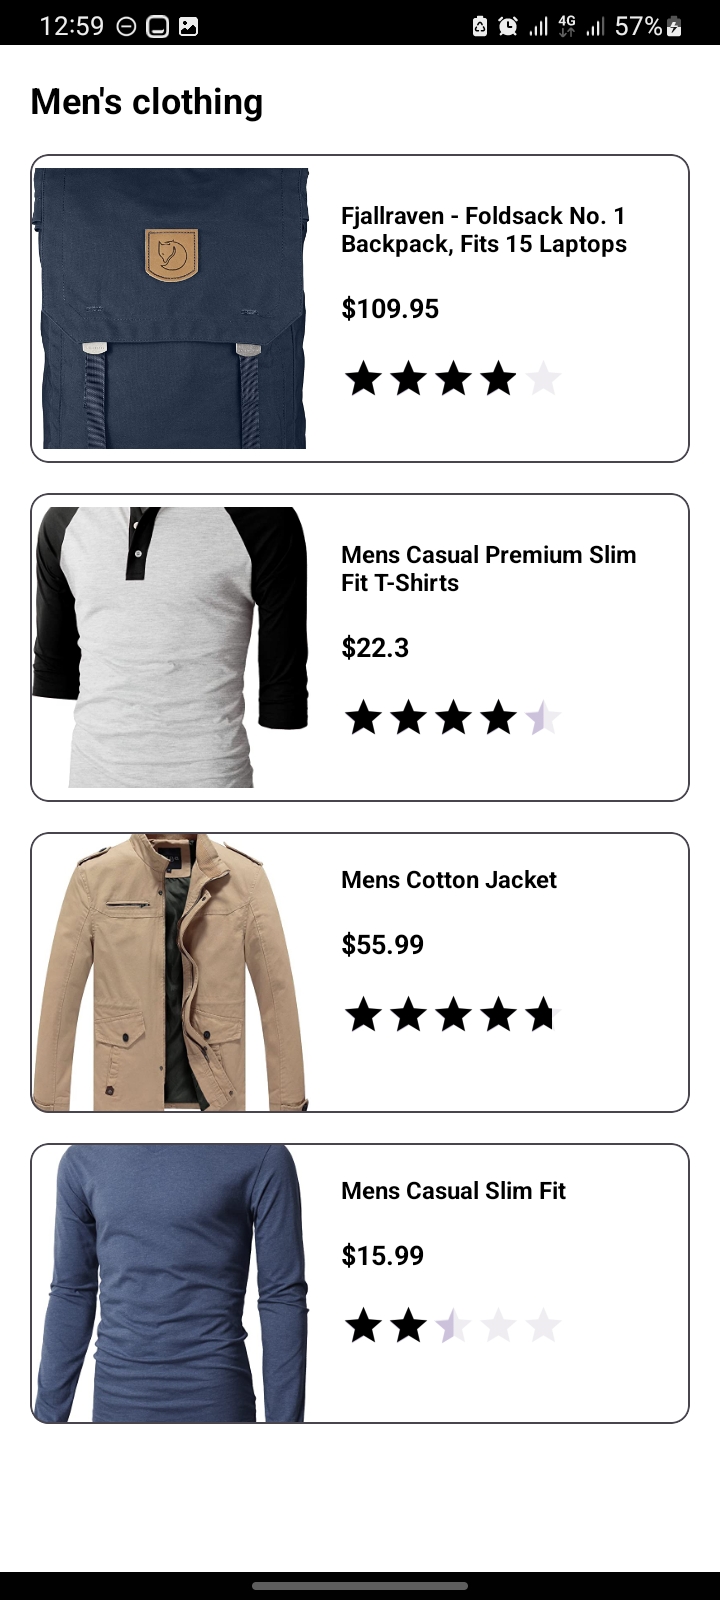 12:59
4G
57%
Men's clothing
Fjallraven - Foldsack No. 1
Backpack, Fits 15 Laptops
$109.95
Mens Casual Premium Slim
Fit T-Shirts
$22.3
Mens Cotton Jacket
$55.99
Mens Casual Slim Fit
$15.99